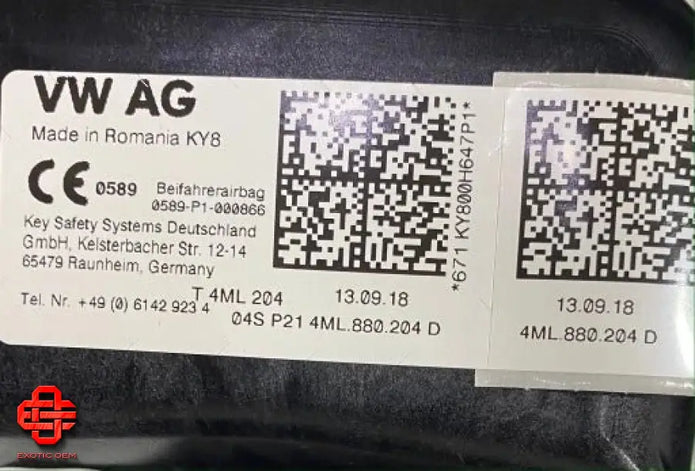 VW AG
Made in Romania KY8
CE 0589 Beifahrerairbag
0589-P1-000866
Key Safety Systems Deutschland
GmbH, Kelsterbacher Str. 12-14
65479 Raunheim, Germany
Tel. Nr. +49 (0) 6142 923 4
T 4ML 204
13.09.18
04S P21 4ML.880.204 D
*671 KY800H647P1*
13.09.18
4ML.880.204 D
EXOTIC OEM